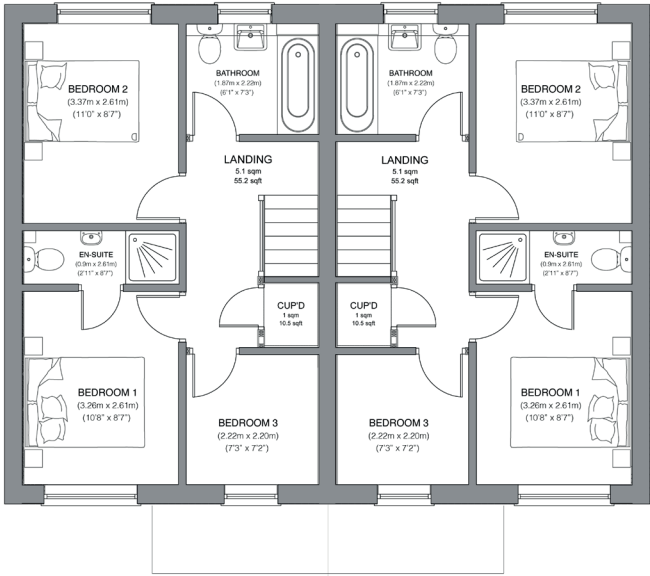 BATHROOM
(1.87m x 2.22m)
(6'1" x 7'3")
BATHROOM
(1.87m x 2.22m)
(6'1" x 7'3")
BEDROOM 2
(3.37m x 2.61m)
(11'0" x 8'7")
BEDROOM 2
(3.37m x 2.61m)
(11'0" x 8'7")
LANDING
5.1 sqm
55.2 sqft
LANDING
5.1 sqm
55.2 sqft
EN-SUITE
(0.9m x 2.61m)
(2'11" x 8'7")
EN-SUITE
(0.9m x 2.61m)
(2'11" x 8'7")
CUP'D
1 sqm
10.5 sqft
CUP'D
1 sqm
10.5 sqft
BEDROOM 1
(3.26m x 2.61m)
(10'8" x 8'7")
BEDROOM 3
(2.22m x 2.20m)
(7'3" x 7'2")
BEDROOM 3
(2.22m x 2.20m)
(7'3" x 7'2")
BEDROOM 1
(3.26m x 2.61m)
(10'8" x 8'7")